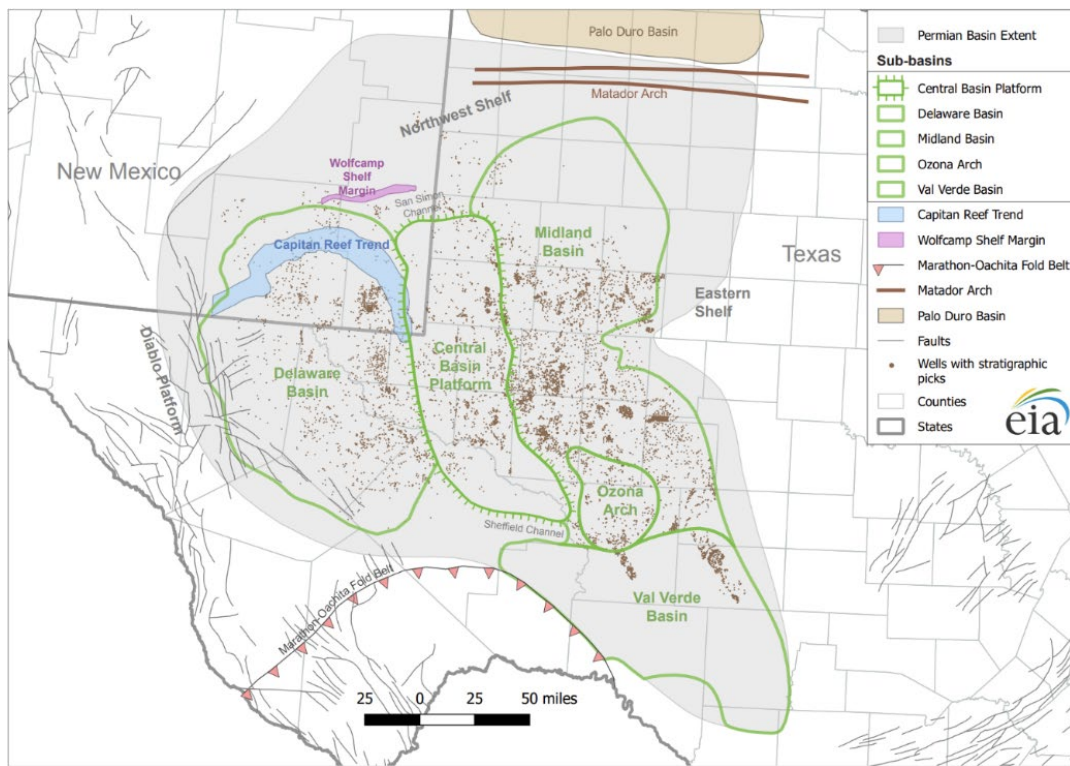 Palo Duro Basin
Matador Arch
Northwest Shelf
New Mexico
Wolfcamp
Shelf
Margin
San Simon
Channel
Capitan Reef Trend
Midland
Basin
Texas
Eastern
Shelf
Diablo Platform
Delaware
Basin
Central
Basin
Platform
Ozona
Arch
Sheffield Channel
Val Verde
Basin
Marathon-Oachita Fold Belt
25 0 25 50 miles
Permian Basin Extent
Sub-basins
Central Basin Platform
Delaware Basin
Midland Basin
Ozona Arch
Val Verde Basin
Capitan Reef Trend
Wolfcamp Shelf Margin
Marathon-Oachita Fold Belt
Matador Arch
Palo Duro Basin
Faults
Wells with stratigraphic
picks
Counties
States
eia